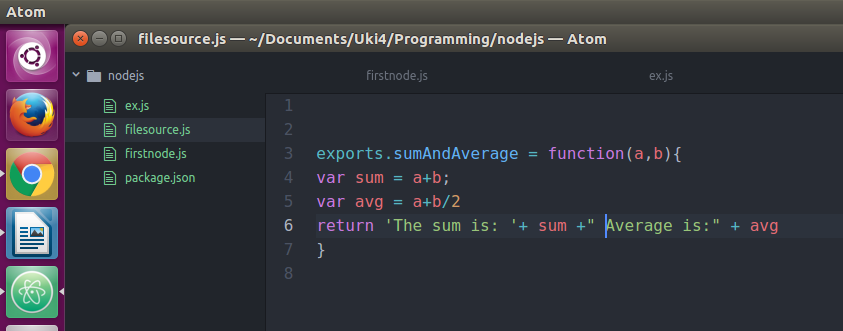 Atom
filesource.js — ~/Documents/Uki4/Programming/nodejs — Atom
nodejs
ex.js
filesource.js
firstnode.js
package.json
firstnode.js
ex.js
1
2
3 exports.sumAndAverage = function(a,b){
4 var sum = a+b;
5 var avg = a+b/2
6 return 'The sum is: '+ sum +" Average is:" + avg
7 }
8